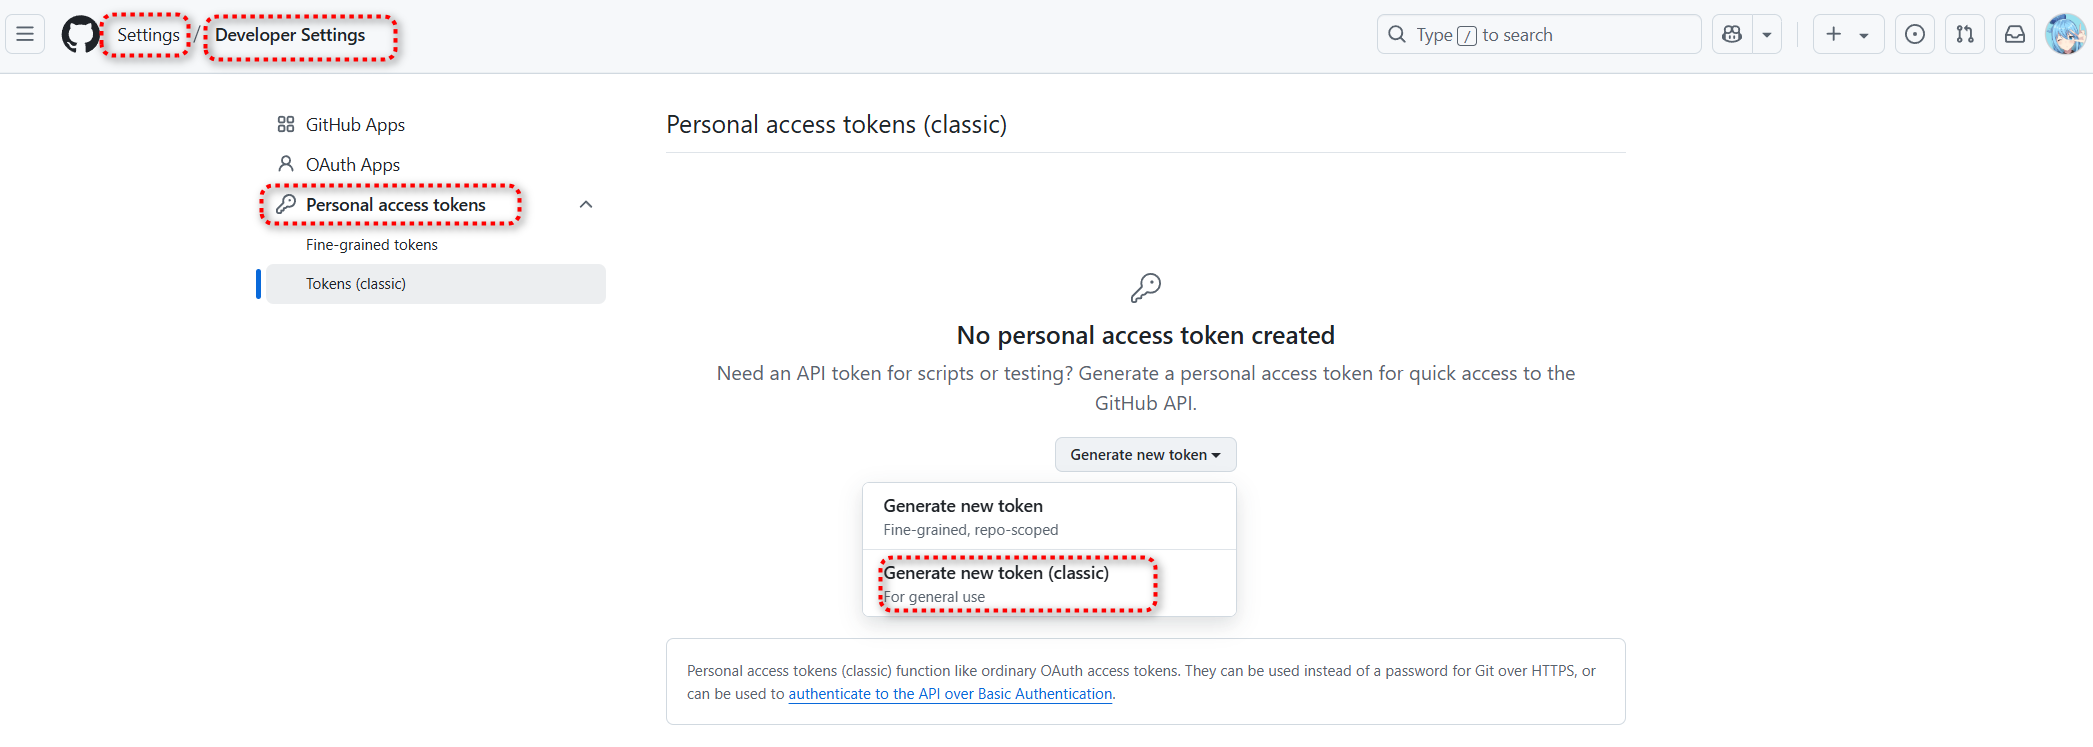 Settings / Developer Settings
Type / to search
GitHub Apps
OAuth Apps
Personal access tokens
Fine-grained tokens
Tokens (classic)
Personal access tokens (classic)
No personal access token created
Need an API token for scripts or testing? Generate a personal access token for quick access to the
GitHub API.
Generate new token
Generate new token
Fine-grained, repo-scoped
Generate new token (classic)
For general use
Personal access tokens (classic) function like ordinary OAuth access tokens. They can be used instead of a password for Git over HTTPS, or
can be used to authenticate to the API over Basic Authentication.